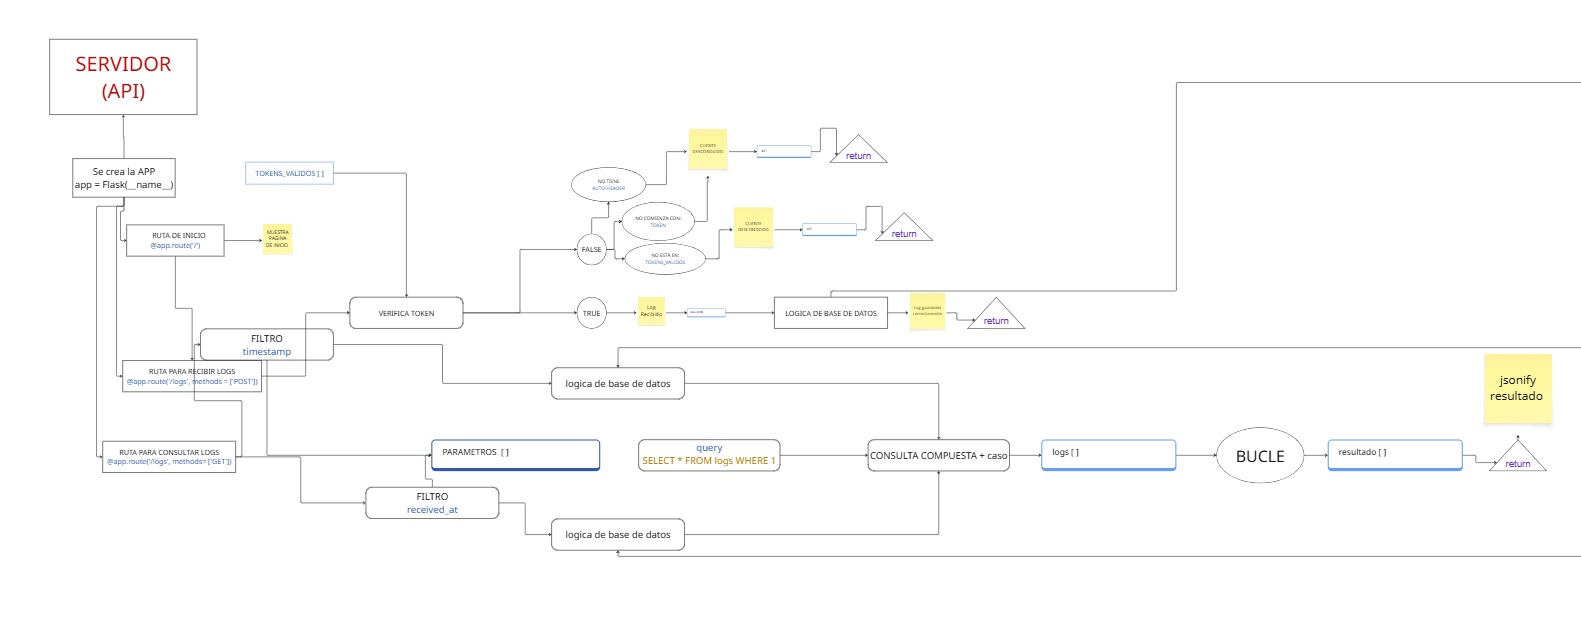 SERVIDOR
(API)
Se crea la APP
app = Flask(__name__)
TOKENS_VALIDOS [ ]
RUTA DE INICIO
@app.route('/')
MUESTRA
PAGINA
DE INICIO
NO TIENE
AUTO-HEADER
CLIENTE
DESCONOCIDO
return
NO COMIENZA CON:
TOKEN
FALSE
NO ESTA EN:
TOKENS_VALIDOS
CLIENTE
DESCONOCIDO
return
VERIFICA TOKEN
TRUE
Log
Recibido
LOGICA DE BASE DE DATOS
Log guardado
correctamente
return
FILTRO
timestamp
RUTA PARA RECIBIR LOGS
@app.route('/logs', methods = ['POST'])
logica de base de datos
jsonify
resultado
RUTA PARA CONSULTAR LOGS
@app.route('/logs', methods= ['GET'])
PARAMETROS [ ]
query
SELECT * FROM logs WHERE 1
CONSULTA COMPUESTA + caso
logs [ ]
BUCLE
resultado [ ]
return
FILTRO
received_at
logica de base de datos